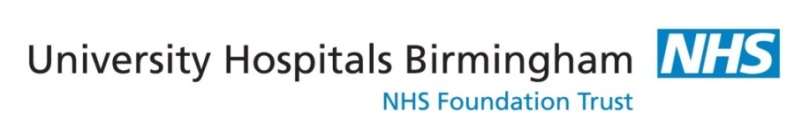 University Hospitals Birmingham NHS
NHS Foundation Trust